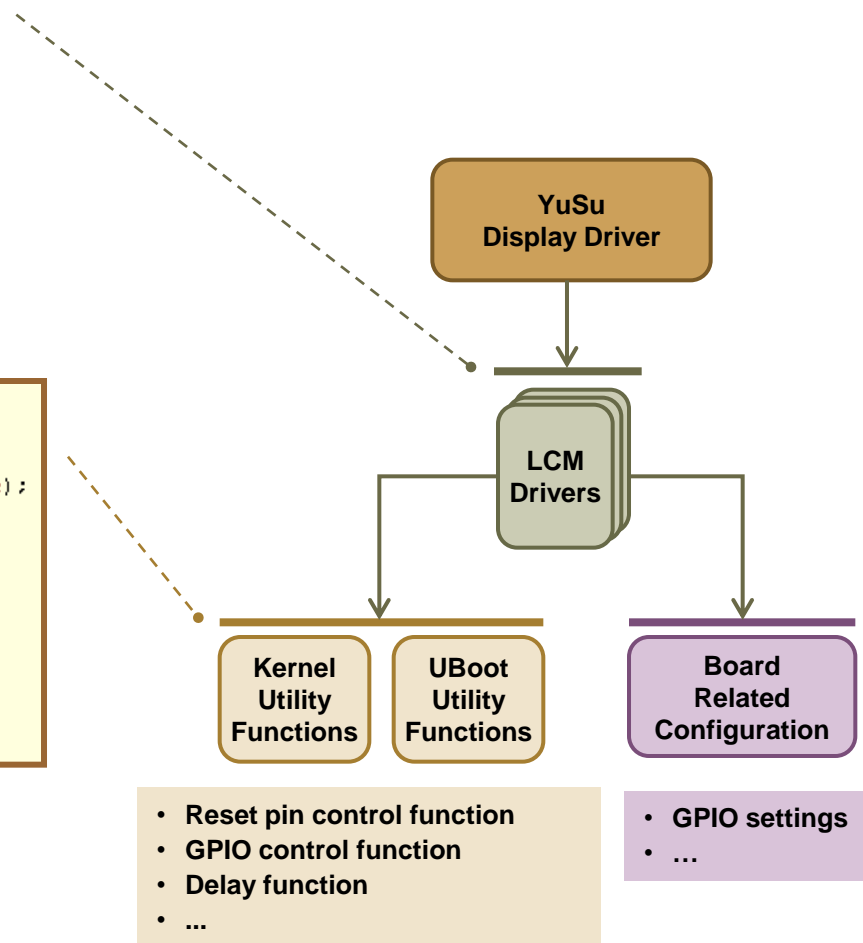 YuSu
Display Driver
LCM
Drivers
);
Kernel
Utility
Functions
UBoot
Utility
Functions
Board
Related
Configuration
• Reset pin control function
• GPIO control function
• Delay function
• ...
• GPIO settings
• …